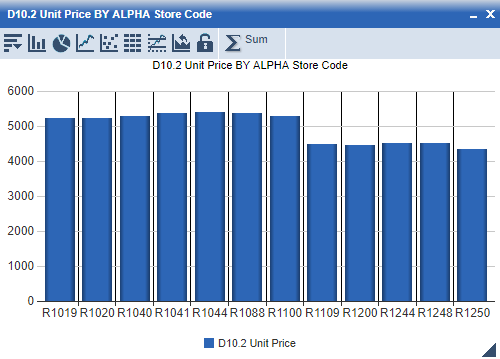 D10.2 Unit Price BY ALPHA Store Code
Sum
D10.2 Unit Price BY ALPHA Store Code
6000
5000
4000
3000
2000
1000
0
R1019 R1020 R1040 R1041 R1044 R1088 R1100 R1109 R1200 R1244 R1248 R1250
D10.2 Unit Price